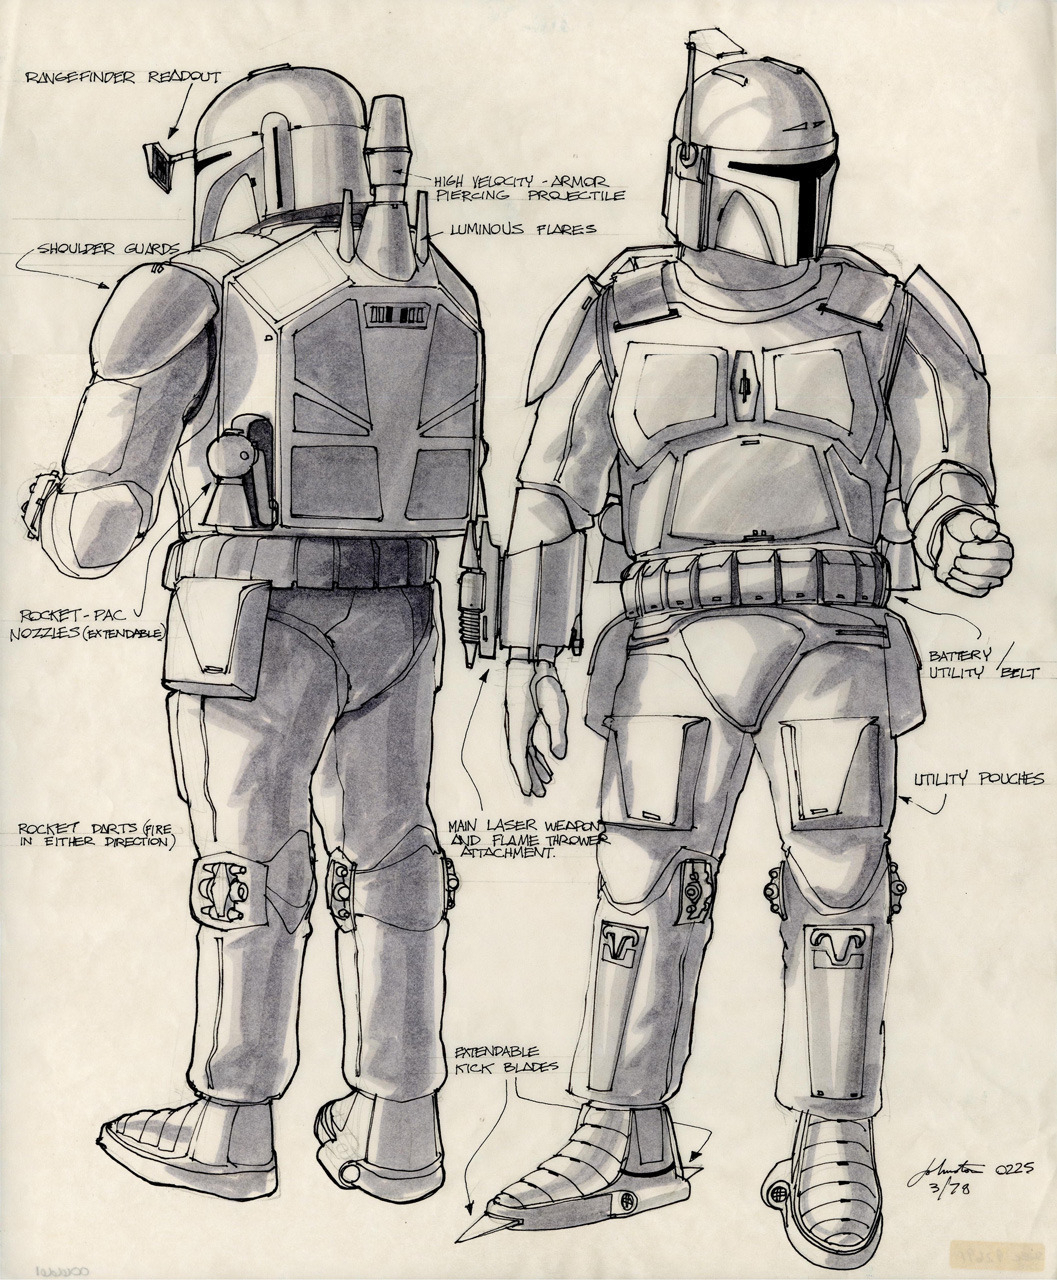 RANGEFINDER READOUT
HIGH VELOCITY - ARMOR
PIERCING PROJECTILE
LUMINOUS FLARES
SHOULDER GUARDS
ROCKET-PAC
NOZZLES (EXTENDABLE)
BATTERY /
UTILITY BELT
UTILITY POUCHES
ROCKET DARTS (FIRE
IN EITHER DIRECTION)
MAIN LASER WEAPON
AND FLAME THROWER
ATTACHMENT.
EXTENDABLE
KICK BLADES
Johnston 0225
3/78